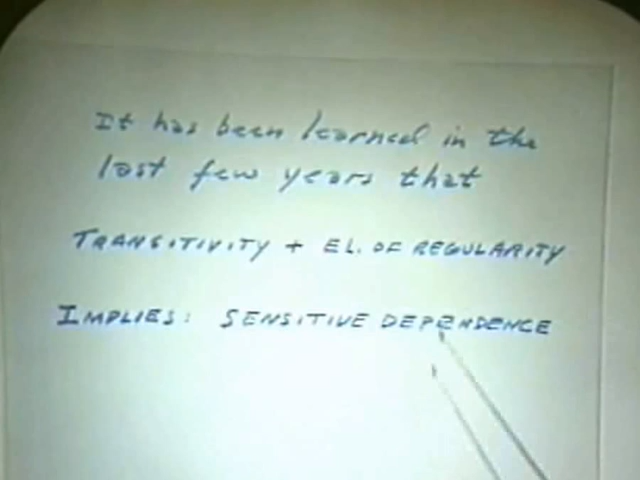 It has been learned in the
last few years that
TRANSITIVITY + EL. OF REGULARITY
IMPLIES: SENSITIVE DEPENDENCE